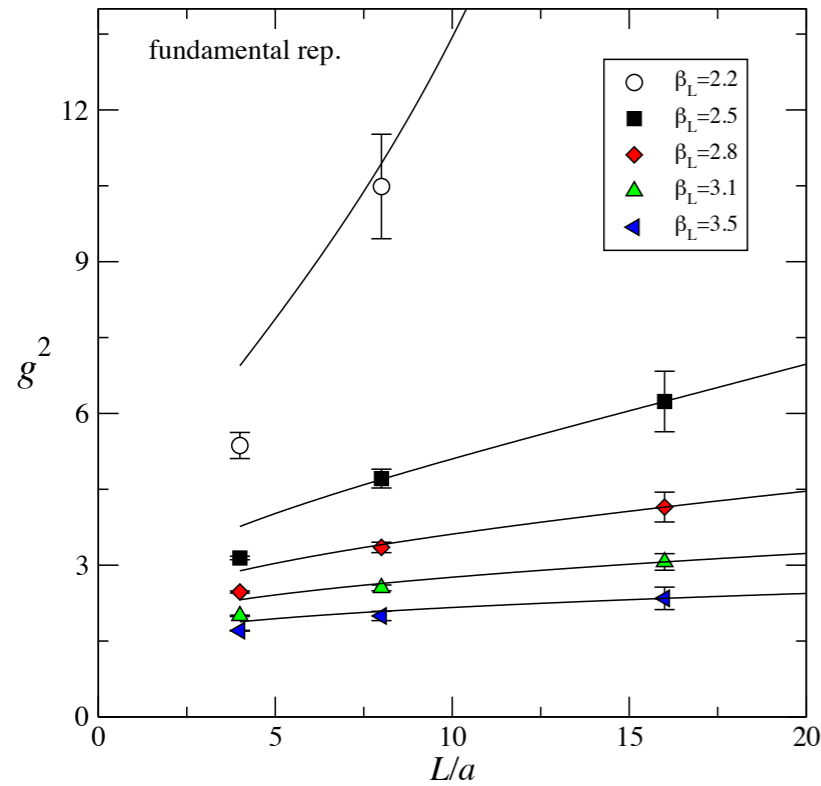 fundamental rep.
β_L=2.2
β_L=2.5
β_L=2.8
β_L=3.1
β_L=3.5
12
9
6
3
0
g²
0 5 10 15 20
L/a